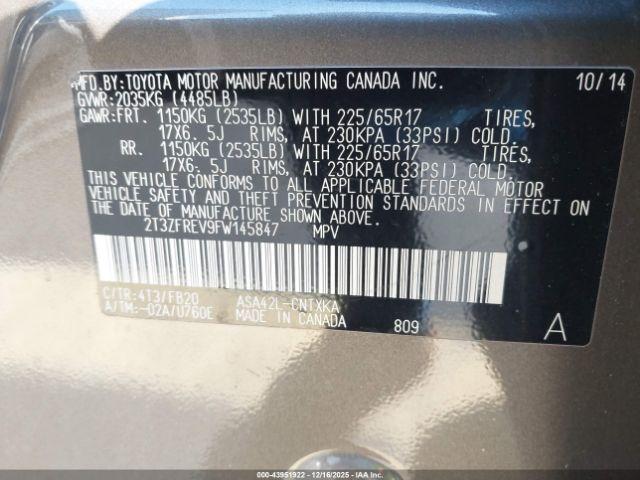 MFD.BY:TOYOTA MOTOR MANUFACTURING CANADA INC. 10/14
GVWR:2035KG (4485LB)
GAWR:FRT. 1150KG (2535LB) WITH 225/65R17 TIRES,
17X6. 5J RIMS, AT 230KPA (33PSI) COLD
RR. 1150KG (2535LB) WITH 225/65R17 TIRES,
17X6. 5J RIMS, AT 230KPA (33PSI) COLD.
THIS VEHICLE CONFORMS TO ALL APPLICABLE FEDERAL MOTOR
VEHICLE SAFETY AND THEFT PREVENTION STANDARDS IN EFFECT ON
THE DATE OF MANUFACTURE SHOWN ABOVE.
2T3ZFREV9FW145847 MPV
C/TR:4T3/FB20 ASA42L-CNTXKA
A/TM:-02A/U760E MADE IN CANADA 809 A
000-43951922 - 12/16/2025 - IAAI.COM